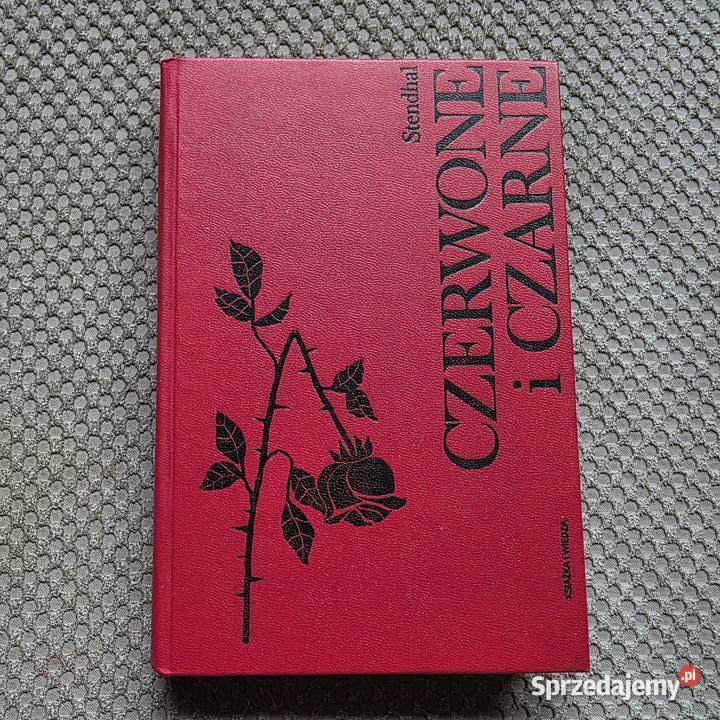 Stendhal
CZERWONE
i CZARNE
KSIĄŻKA I WIEDZA
Sprzedajemy.pl